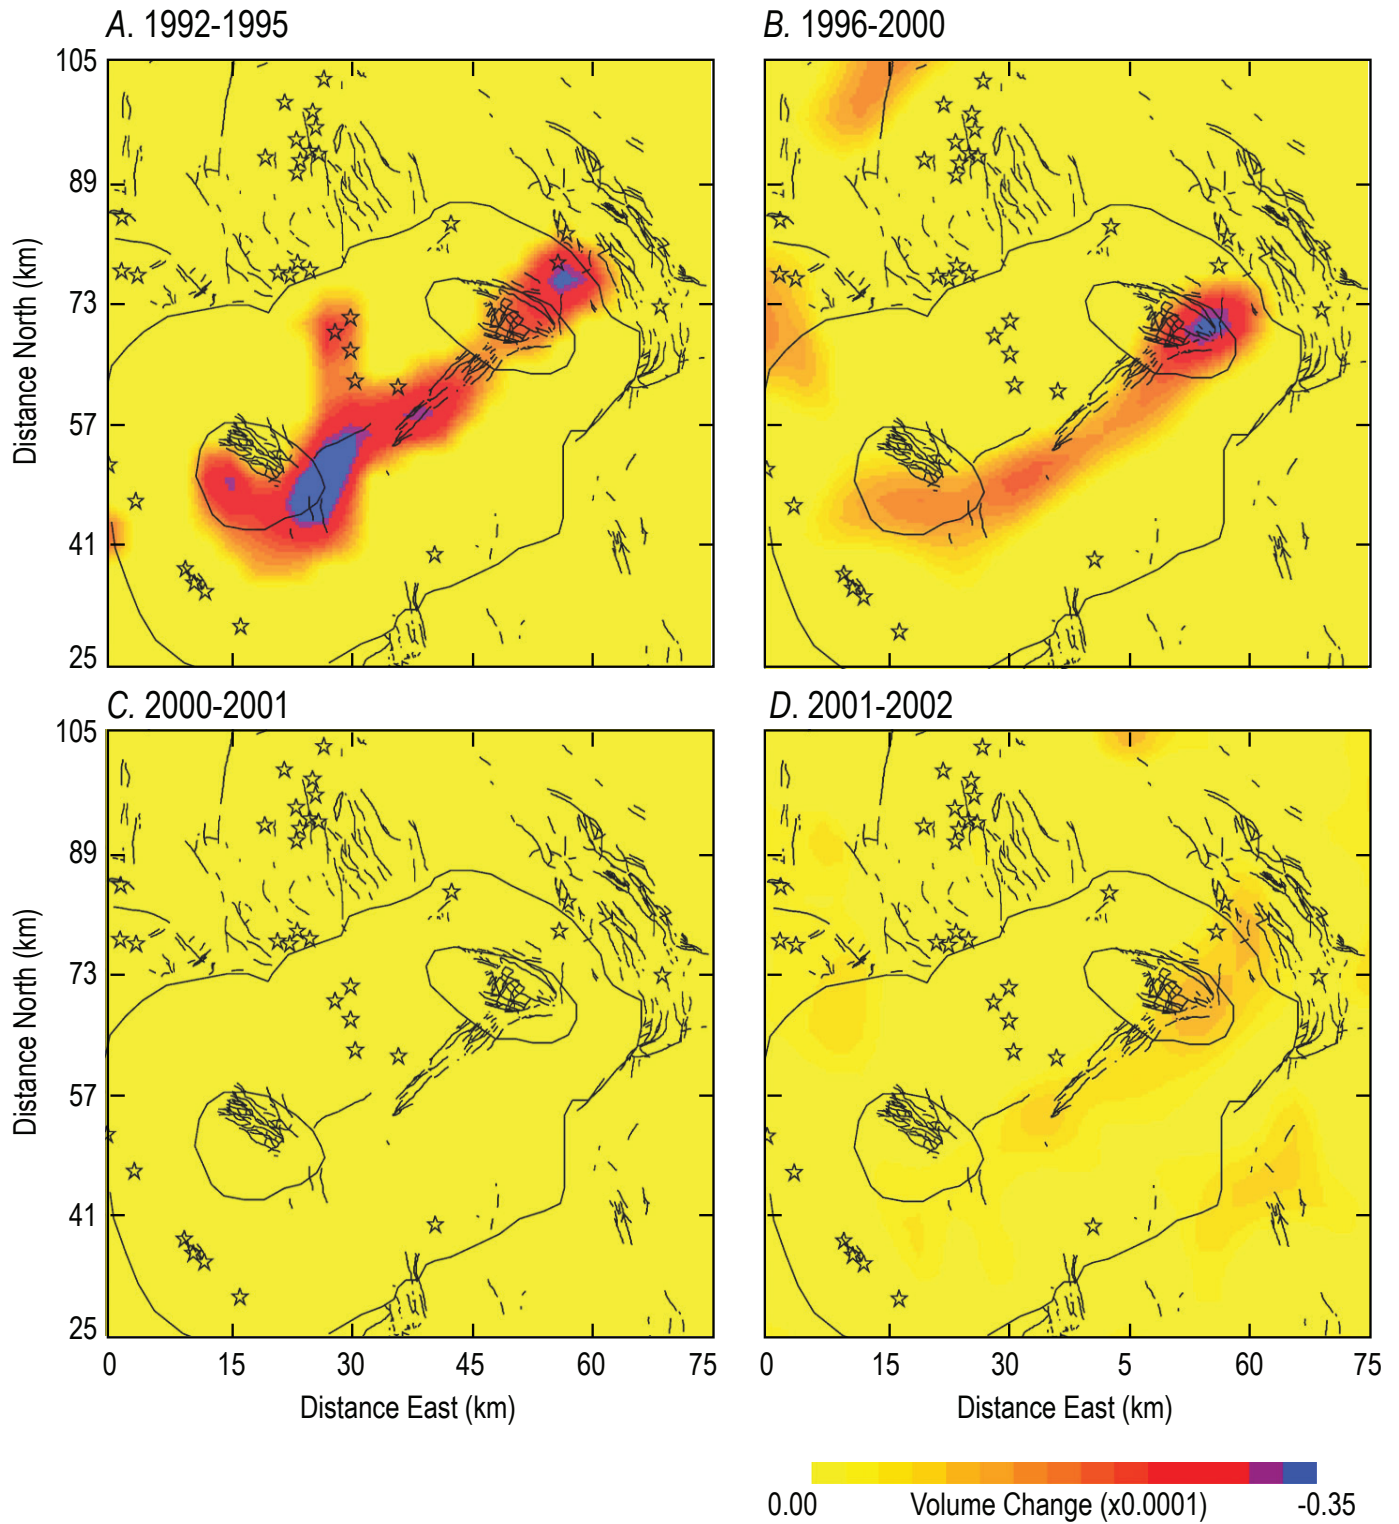 A. 1992-1995
B. 1996-2000
105
89
73
57
41
25
Distance North (km)
C. 2000-2001
D. 2001-2002
105
89
73
57
41
25
Distance North (km)
0 15 30 45 60 75
0 15 30 5 60 75
Distance East (km)
Distance East (km)
0.00 Volume Change (x0.0001) -0.35